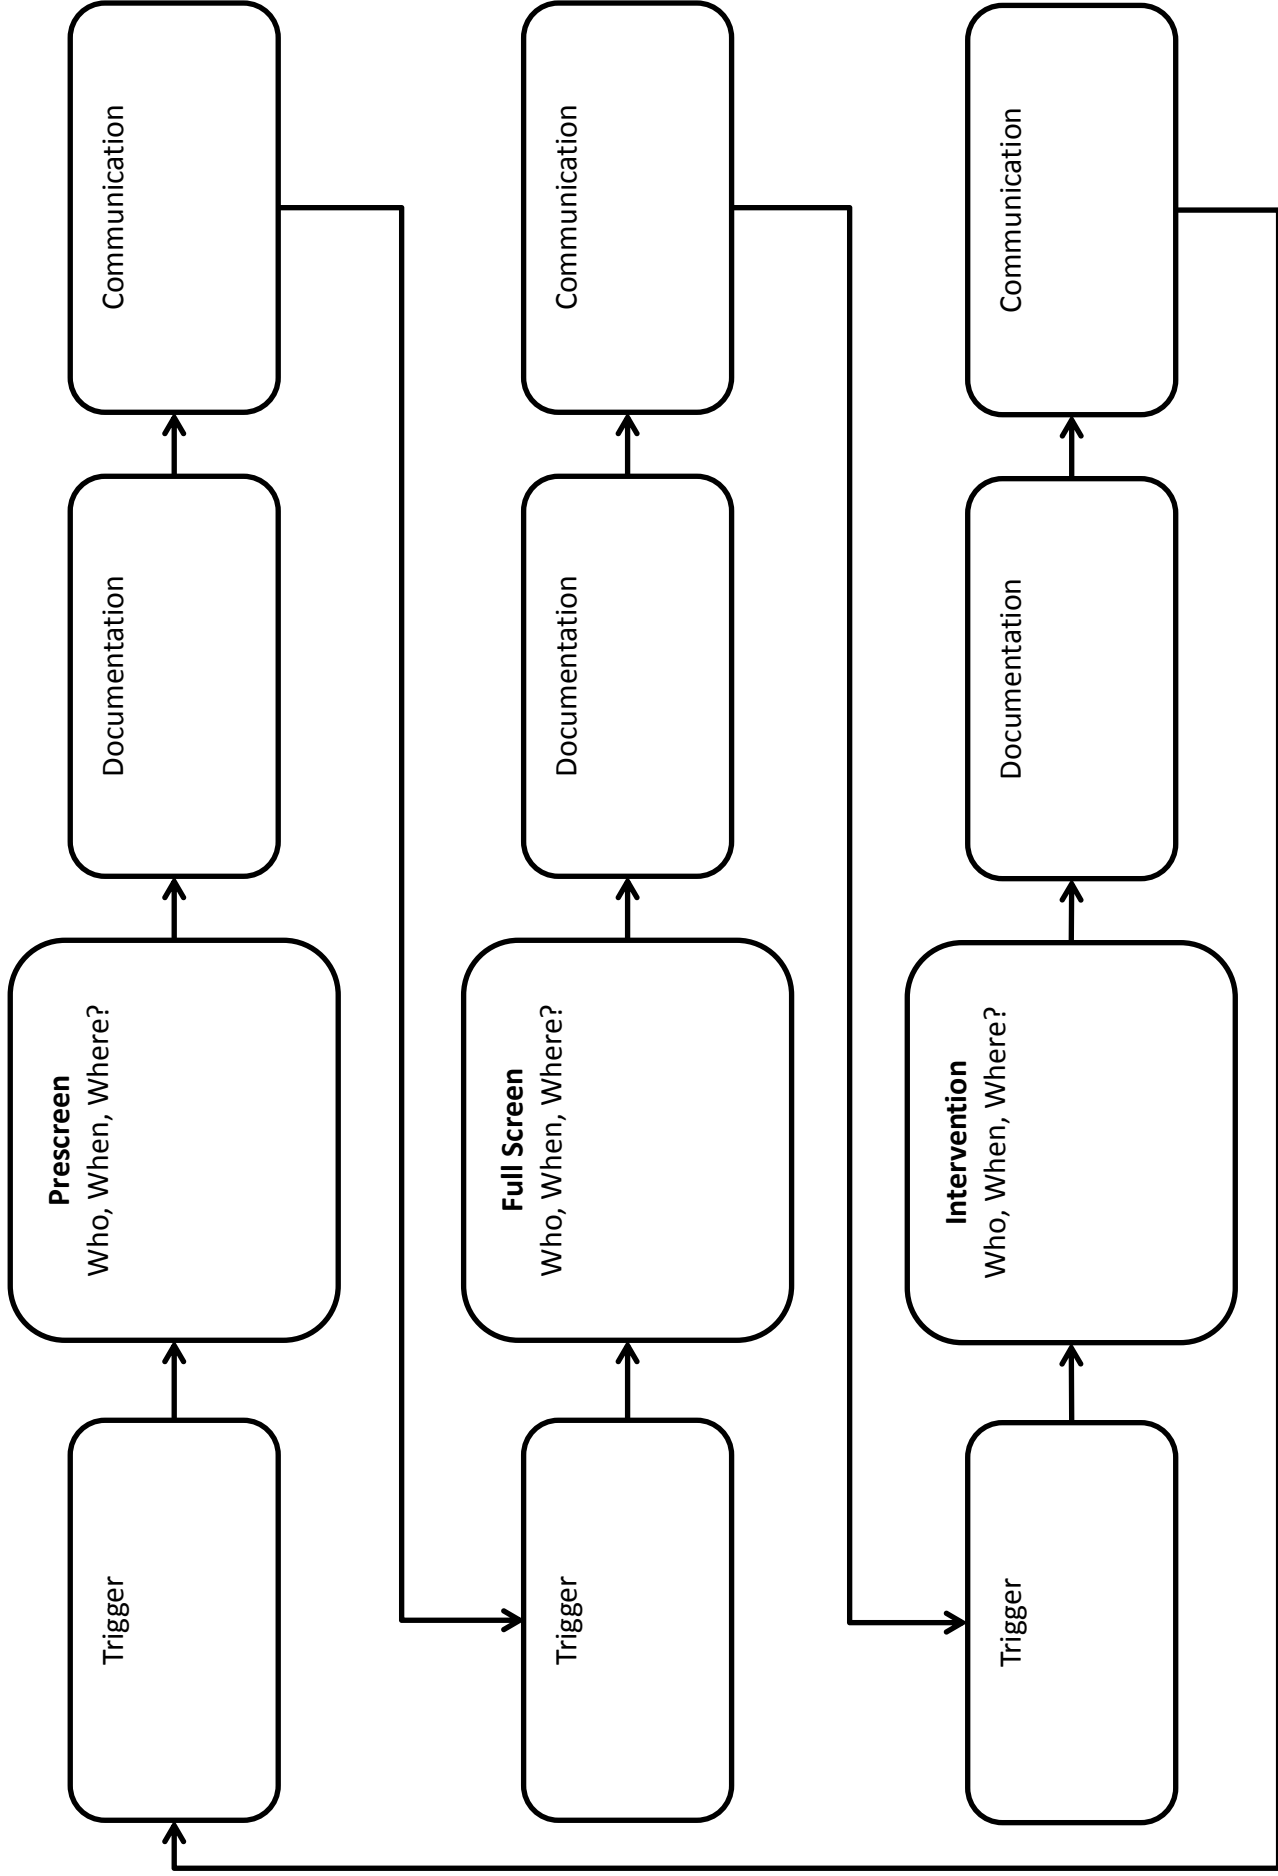 Trigger
Prescreen
Who, When, Where?
Documentation
Communication
Trigger
Full Screen
Who, When, Where?
Documentation
Communication
Trigger
Intervention
Who, When, Where?
Documentation
Communication